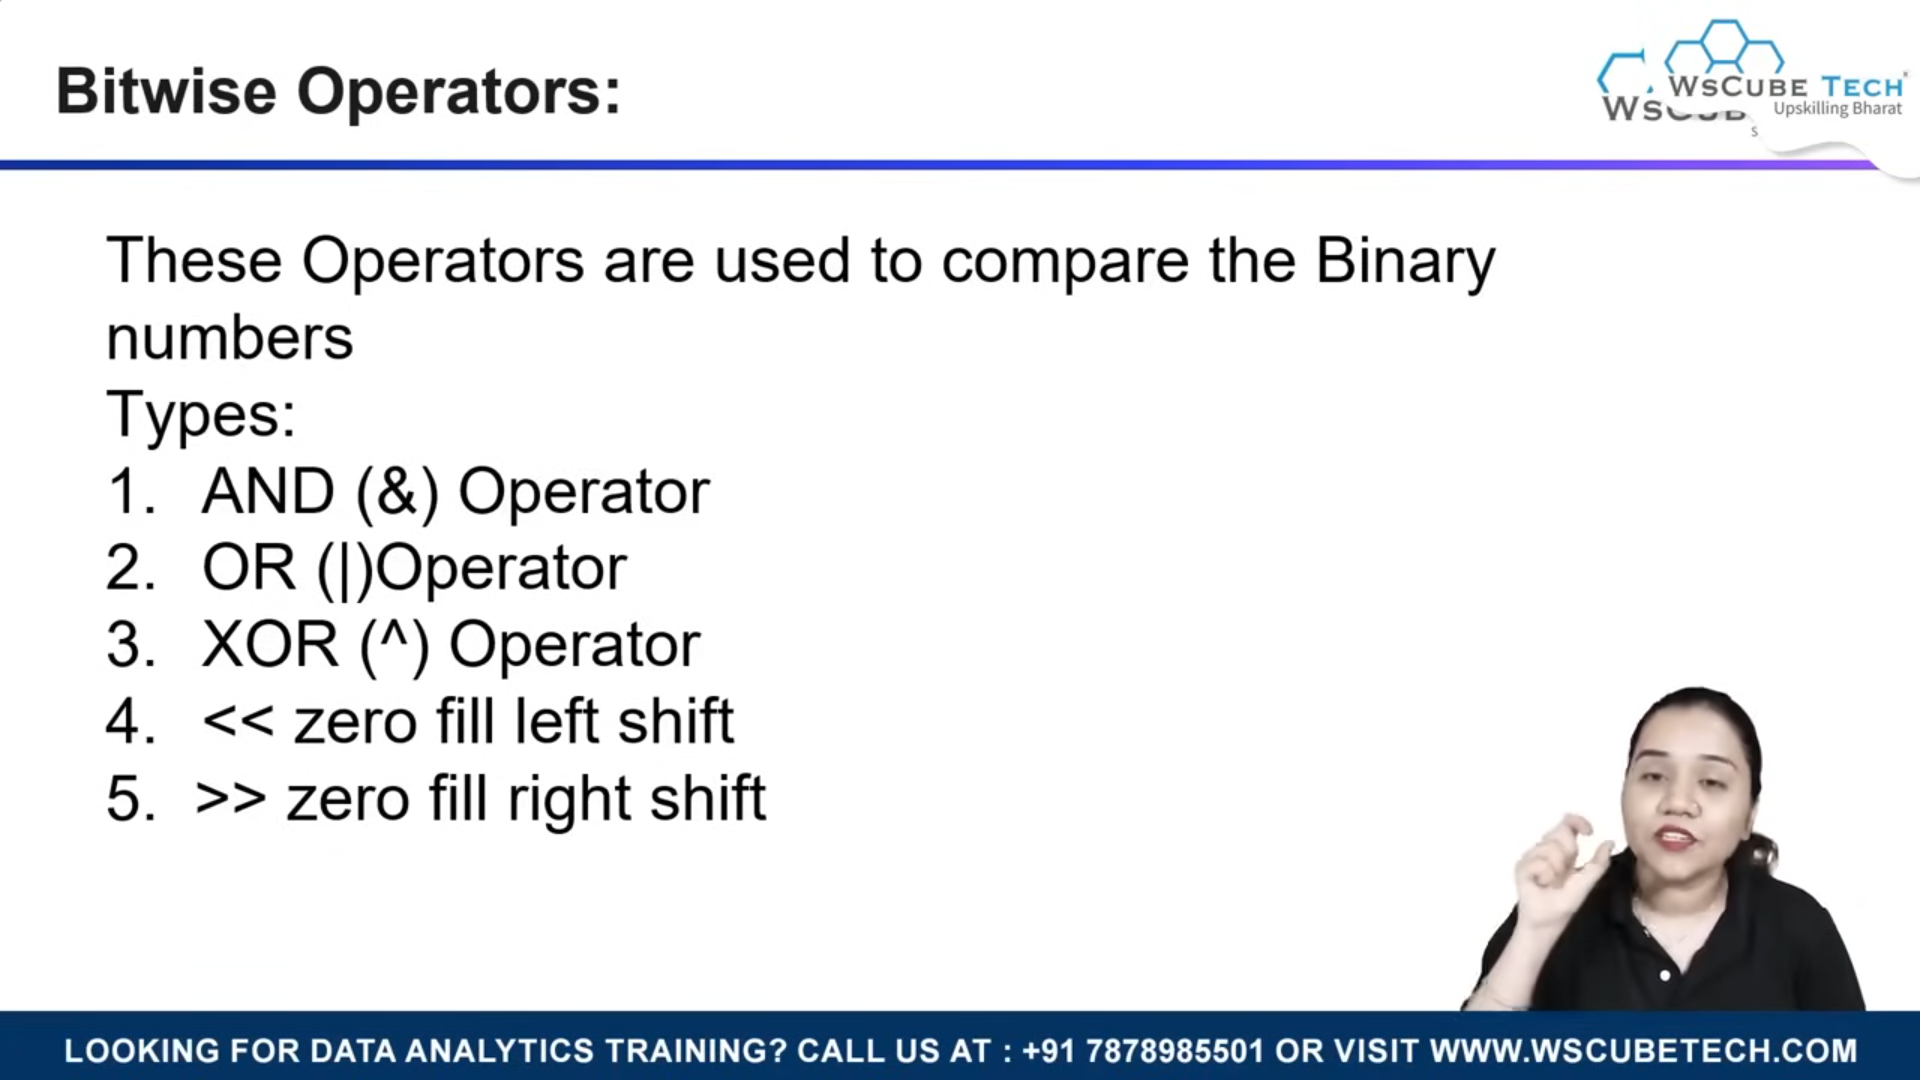 Bitwise Operators:
WSCUBE TECH
Upskilling Bharat
These Operators are used to compare the Binary
numbers
Types:
1. AND (&) Operator
2. OR (|)Operator
3. XOR (^) Operator
4. << zero fill left shift
5. >> zero fill right shift
LOOKING FOR DATA ANALYTICS TRAINING? CALL US AT : +91 7878985501 OR VISIT WWW.WSCUBETECH.COM